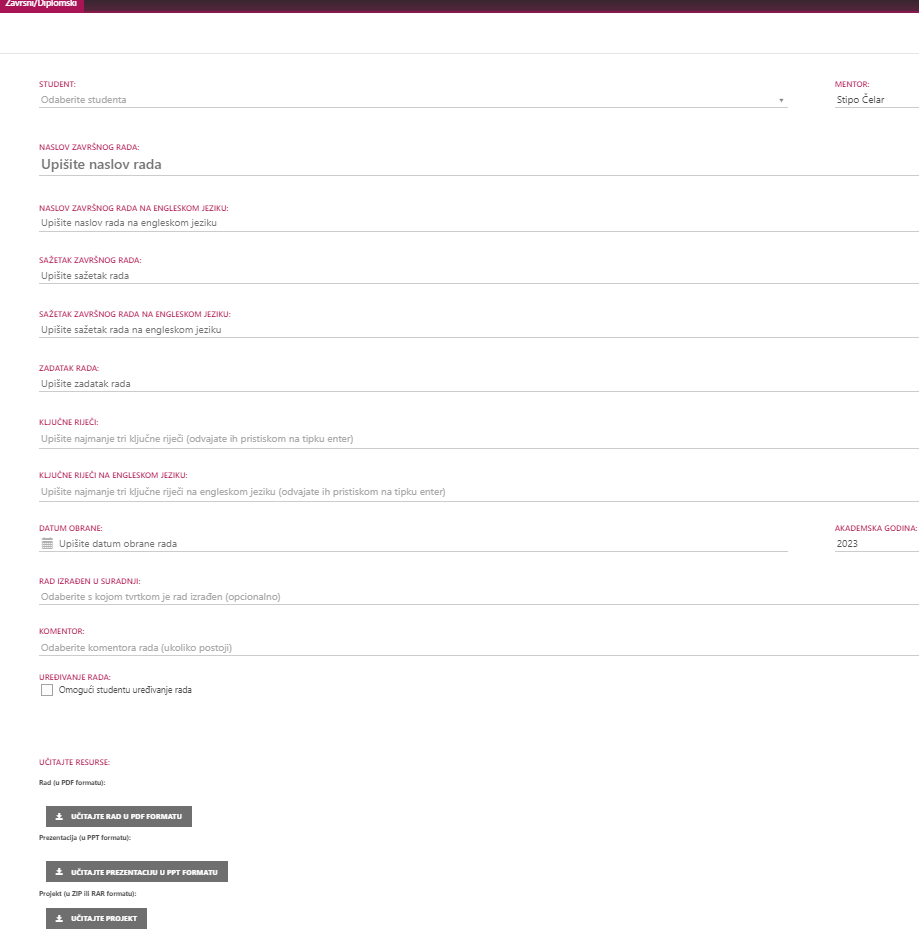 Završni/Diplomski
STUDENT:
Odaberite studenta
MENTOR:
Stipo Čelar
NASLOV ZAVRŠNOG RADA:
Upišite naslov rada
NASLOV ZAVRŠNOG RADA NA ENGLESKOM JEZIKU:
Upišite naslov rada na engleskom jeziku
SAŽETAK ZAVRŠNOG RADA:
Upišite sažetak rada
SAŽETAK ZAVRŠNOG RADA NA ENGLESKOM JEZIKU:
Upišite sažetak rada na engleskom jeziku
ZADATAK RADA:
Upišite zadatak rada
KLJUČNE RIJEČI:
Upišite najmanje tri ključne riječi (odvajate ih pristiskom na tipku enter)
KLJUČNE RIJEČI NA ENGLESKOM JEZIKU:
Upišite najmanje tri ključne riječi na engleskom jeziku (odvajate ih pristiskom na tipku enter)
DATUM OBRANE:
Upišite datum obrane rada
AKADEMSKA GODINA:
2023
RAD IZRAĐEN U SURADNJI:
Odaberite s kojom tvrtkom je rad izrađen (opcionalno)
KOMENTOR:
Odaberite komentora rada (ukoliko postoji)
UREĐIVANJE RADA:
Omogući studentu uređivanje rada
UČITAJTE RESURSE:
Rad (u PDF formatu):
UČITAJTE RAD U PDF FORMATU
Prezentacija (u PPT formatu):
UČITAJTE PREZENTACIJU U PPT FORMATU
Projekt (u ZIP ili RAR formatu):
UČITAJTE PROJEKT